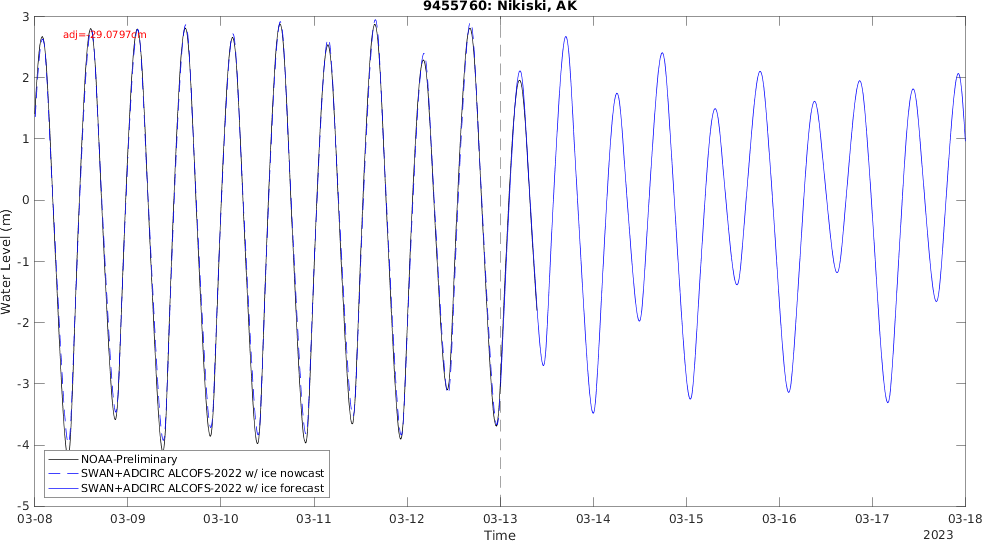 9455760: Nikiski, AK
adj=-29.0797cm
3
2
1
0
-1
-2
-3
-4
-5
Water Level (m)
NOAA-Preliminary
SWAN+ADCIRC ALCOFS-2022 w/ ice nowcast
SWAN+ADCIRC ALCOFS-2022 w/ ice forecast
03-08 03-09 03-10 03-11 03-12 03-13 03-14 03-15 03-16 03-17 03-18
Time
2023